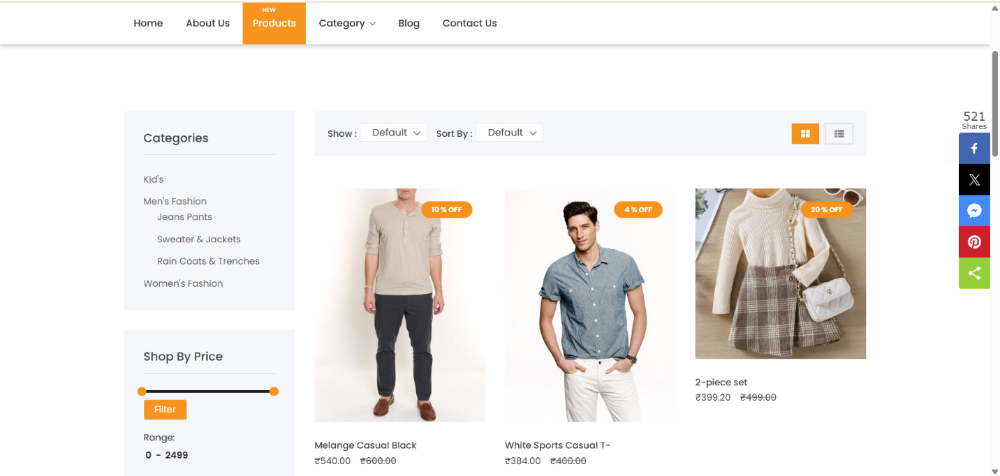 NEW
Home About Us Products Category Blog Contact Us
521
Shares
Categories
Kid's
Men's Fashion
Jeans Pants
Sweater & Jackets
Rain Coats & Trenches
Women's Fashion
Shop By Price
Filter
Range:
0 - 2499
Show : Default Sort By : Default
10 % OFF
4 % OFF
20 % OFF
Melange Casual Black
₹540.00 ₹600.00
White Sports Casual T-
₹384.00 ₹400.00
2-piece set
₹399.20 ₹499.00